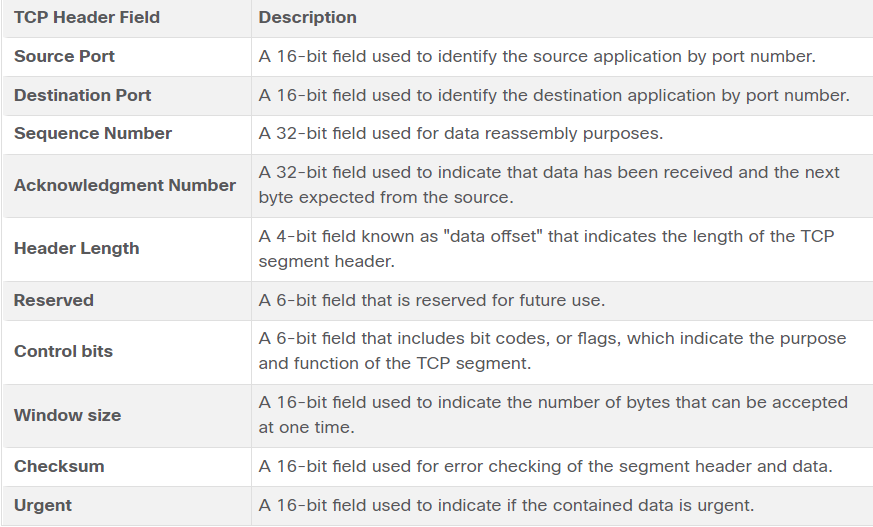 TCP Header Field Description
Source Port A 16-bit field used to identify the source application by port number.
Destination Port A 16-bit field used to identify the destination application by port number.
Sequence Number A 32-bit field used for data reassembly purposes.
Acknowledgment Number A 32-bit field used to indicate that data has been received and the next
byte expected from the source.
Header Length A 4-bit field known as "data offset" that indicates the length of the TCP
segment header.
Reserved A 6-bit field that is reserved for future use.
Control bits A 6-bit field that includes bit codes, or flags, which indicate the purpose
and function of the TCP segment.
Window size A 16-bit field used to indicate the number of bytes that can be accepted
at one time.
Checksum A 16-bit field used for error checking of the segment header and data.
Urgent A 16-bit field used to indicate if the contained data is urgent.